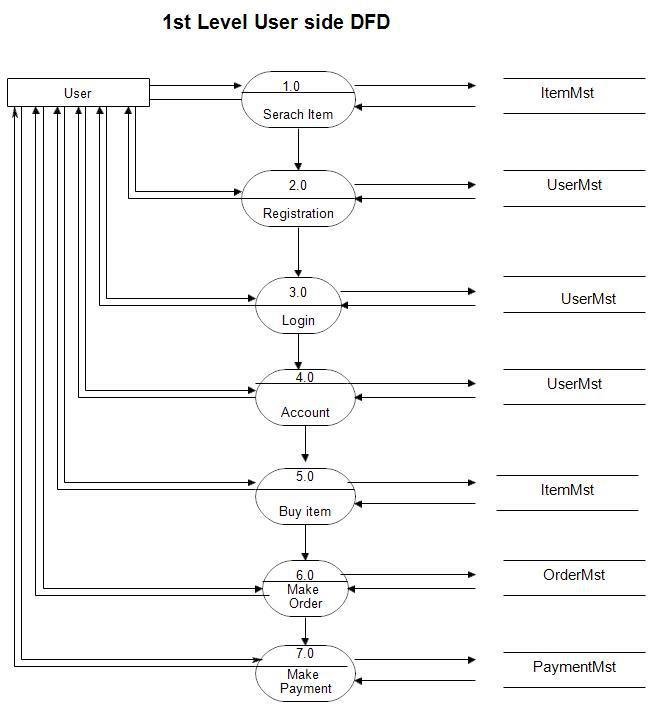 1st Level User side DFD
User
1.0
Serach Item
ItemMst
2.0
Registration
UserMst
3.0
Login
UserMst
4.0
Account
UserMst
5.0
Buy item
ItemMst
6.0
Make
Order
OrderMst
7.0
Make
Payment
PaymentMst